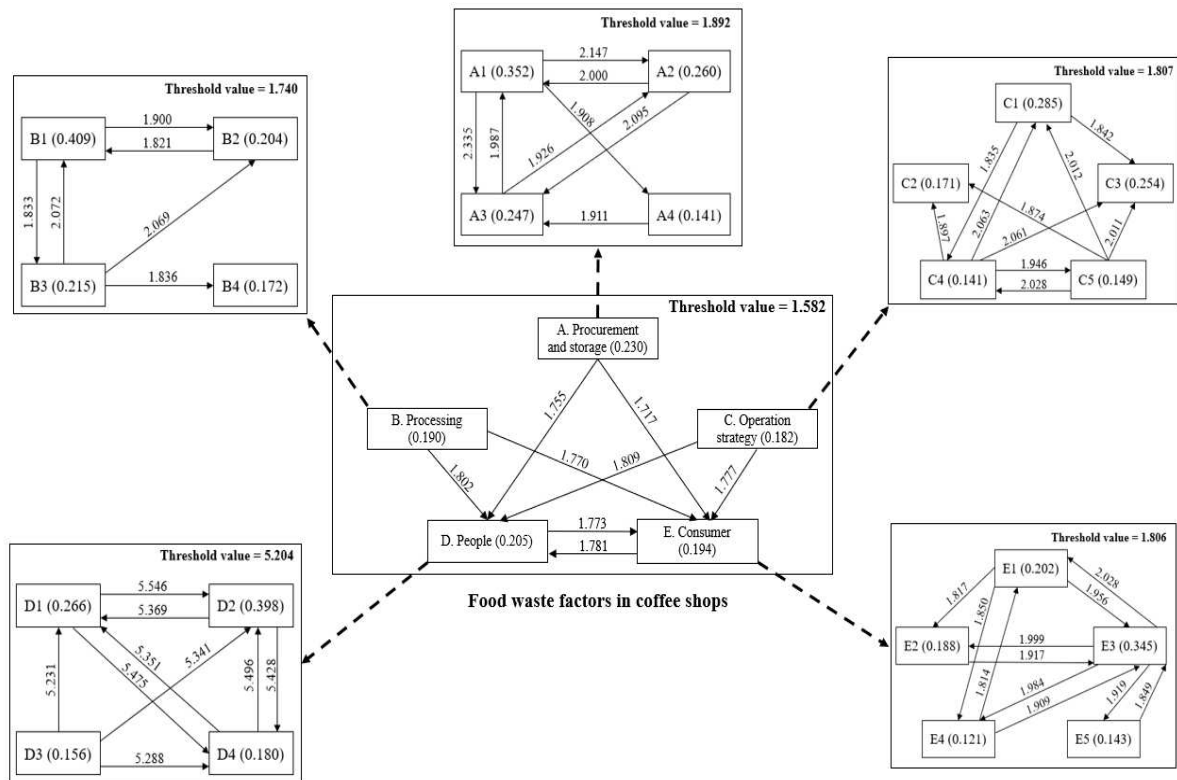 Threshold value = 1.892
A1 (0.352)
2.147
2.000
A2 (0.260)
2.335
1.987
1.908
1.926
2.095
A3 (0.247)
1.911
A4 (0.141)
Threshold value = 1.740
B1 (0.409)
1.900
1.821
B2 (0.204)
1.833
2.072
2.069
B3 (0.215)
1.836
B4 (0.172)
Threshold value = 1.807
C1 (0.285)
1.835
1.842
2.012
C2 (0.171)
C3 (0.254)
1.897
2.063
2.061
1.874
2.011
C4 (0.141)
1.946
2.028
C5 (0.149)
Threshold value = 1.582
A. Procurement
and storage (0.230)
1.755
1.717
B. Processing
(0.190)
C. Operation
strategy (0.182)
1.802
1.770
1.809
1.777
D. People (0.205)
1.773
1.781
E. Consumer
(0.194)
Food waste factors in coffee shops
Threshold value = 5.204
D1 (0.266)
5.546
5.369
D2 (0.398)
5.231
5.351
5.475
5.341
5.496
5.428
D3 (0.156)
5.288
D4 (0.180)
Threshold value = 1.806
E1 (0.202)
1.817
1.850
1.956
2.028
E2 (0.188)
1.999
1.917
E3 (0.345)
1.814
1.984
1.909
1.919
1.849
E4 (0.121)
E5 (0.143)